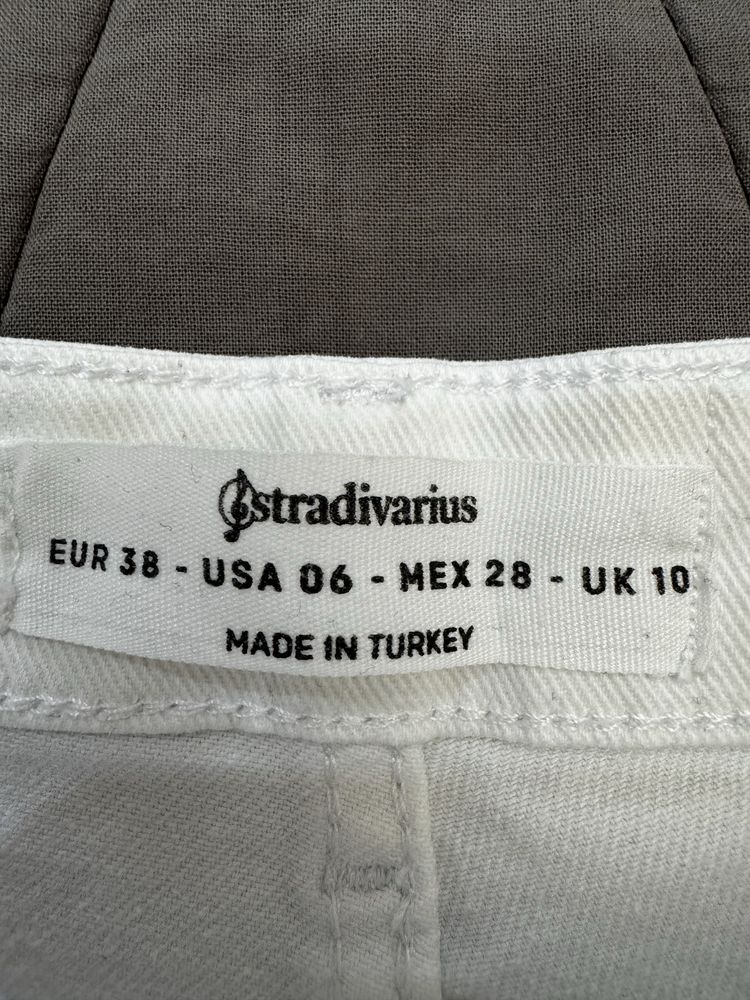 stradivarius
EUR 38 - USA 06 - MEX 28 - UK 10
MADE IN TURKEY